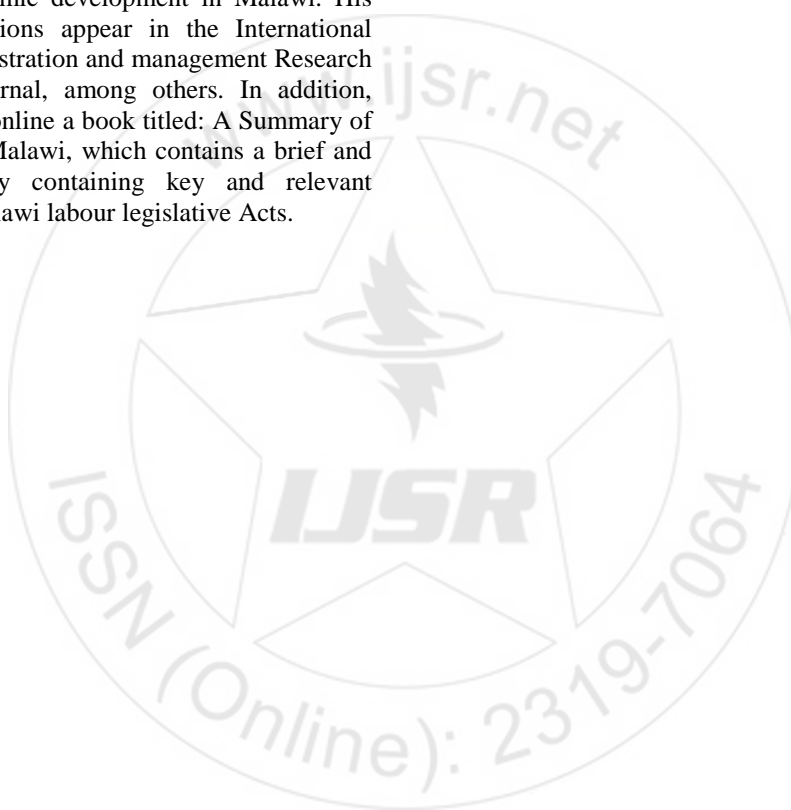 mic development in Malawi. His
ions appear in the International
stration and management Research
rnal, among others. In addition,
online a book titled: A Summary of
Malawi, which contains a brief and
y containing key and relevant
lawi labour legislative Acts.
www.ijsr.net
IJSR
ISSN (Online): 2319-7064